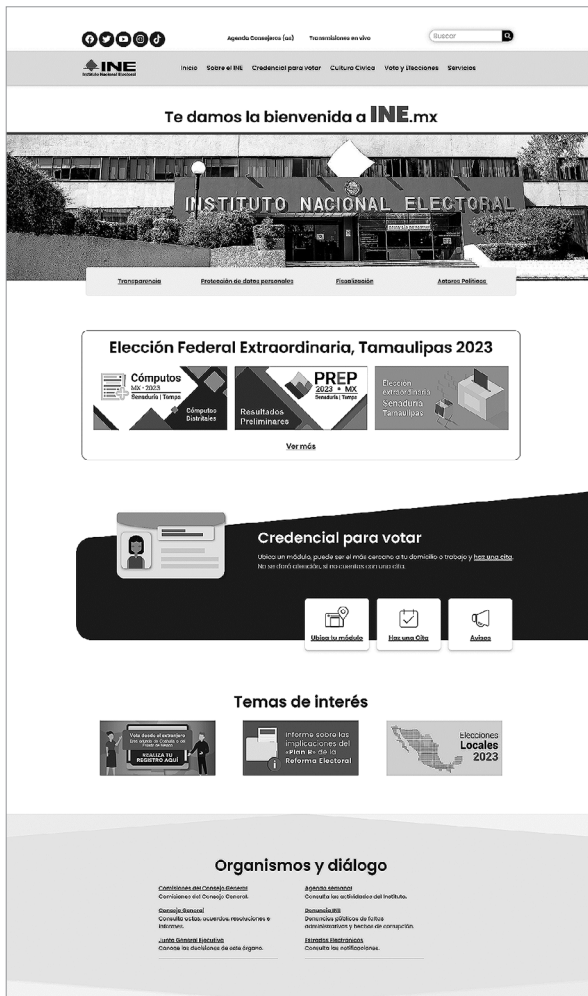 Agenda Consejeros (as) Transmisiones en vivo
Buscar
INE
Instituto Nacional Electoral
Inicio Sobre el INE Credencial para votar Cultura Cívica Voto y Elecciones Servicios
Te damos la bienvenida a INE.mx
INSTITUTO NACIONAL ELECTORAL
Transparencia Protección de datos personales Fiscalización Actores Políticos
Elección Federal Extraordinaria, Tamaulipas 2023
Cómputos
MX - 2023
Senaduría | Tamps
Cómputos
Distritales
PREP
2023 • MX
Senaduría | Tamps
Resultados
Preliminares
Elección
extraordinaria
Senaduría
Tamaulipas
Ver más
Credencial para votar
Ubica un módulo, puede ser el más cercano a tu domicilio o trabajo y haz una cita.
No se dará atención, si no cuentas con una cita.
Ubica tu módulo Haz una Cita Avisos
Temas de interés
Vota desde el extranjero
REALIZA TU
REGISTRO AQUÍ
Informe sobre las
implicaciones del
«Plan B» de la
Reforma Electoral
Elecciones
Locales
2023
Organismos y diálogo
Comisiones del Consejo General
Comisiones del Consejo General.
Consejo General
Consulta actas, acuerdos, resoluciones e
informes.
Junta General Ejecutiva
Conoce las decisiones de este órgano.
Agenda semanal
Consulta las actividades del Instituto.
DenunciaINE
Denuncias públicas de faltas
administrativas y hechos de corrupción.
Estrados Electrónicos
Consulta las notificaciones.